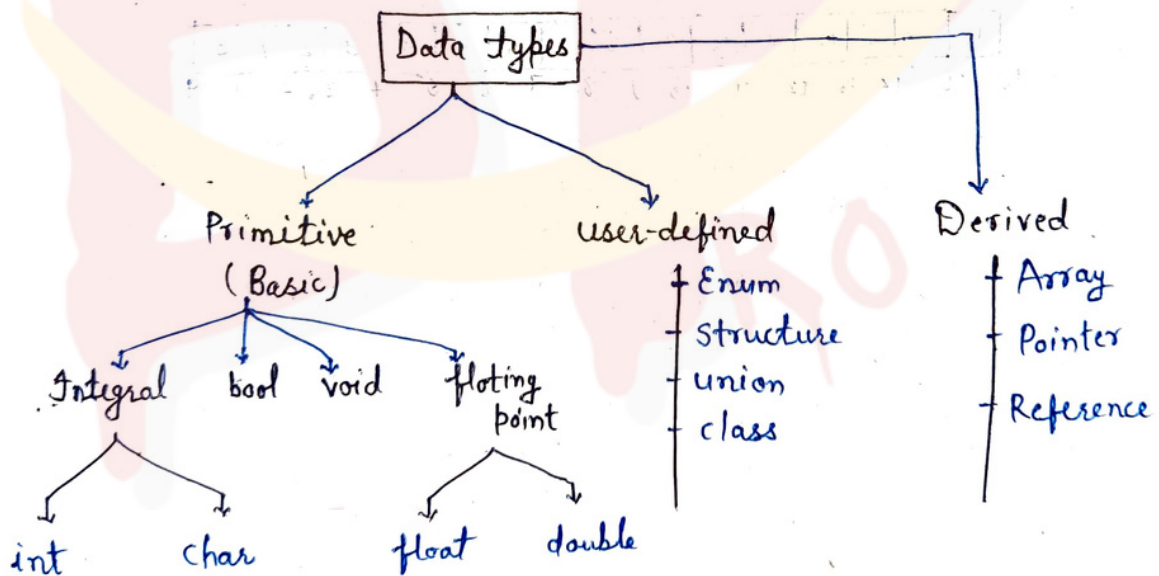 Data types
Primitive
(Basic)
user-defined
Derived
Enum
Structure
union
class
Array
Pointer
Reference
Integral
bool
void
floting
point
int
char
float
double